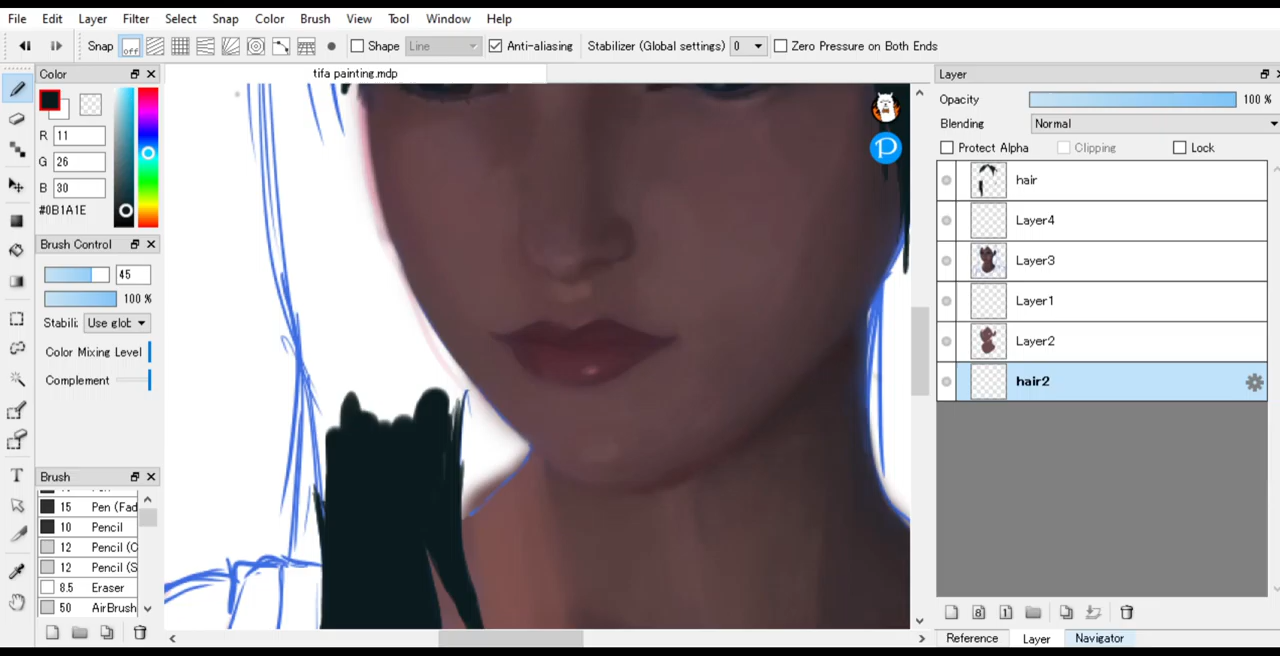 File Edit Layer Filter Select Snap Color Brush View Tool Window Help
Snap off Shape Line Anti-aliasing Stabilizer (Global settings) 0 Zero Pressure on Both Ends
Color
tifa painting.mdp
Layer
R 11
G 26
B 30
#0B1A1E
Brush Control
45
100 %
Stabili: Use glob
Color Mixing Level
Complement
Brush
15 Pen (Fad
10 Pencil
12 Pencil (C
12 Pencil (S
8.5 Eraser
50 AirBrush
P
Opacity 100 %
Blending Normal
Protect Alpha Clipping Lock
hair
Layer4
Layer3
Layer1
Layer2
hair2
8 1
Reference Layer Navigator
T